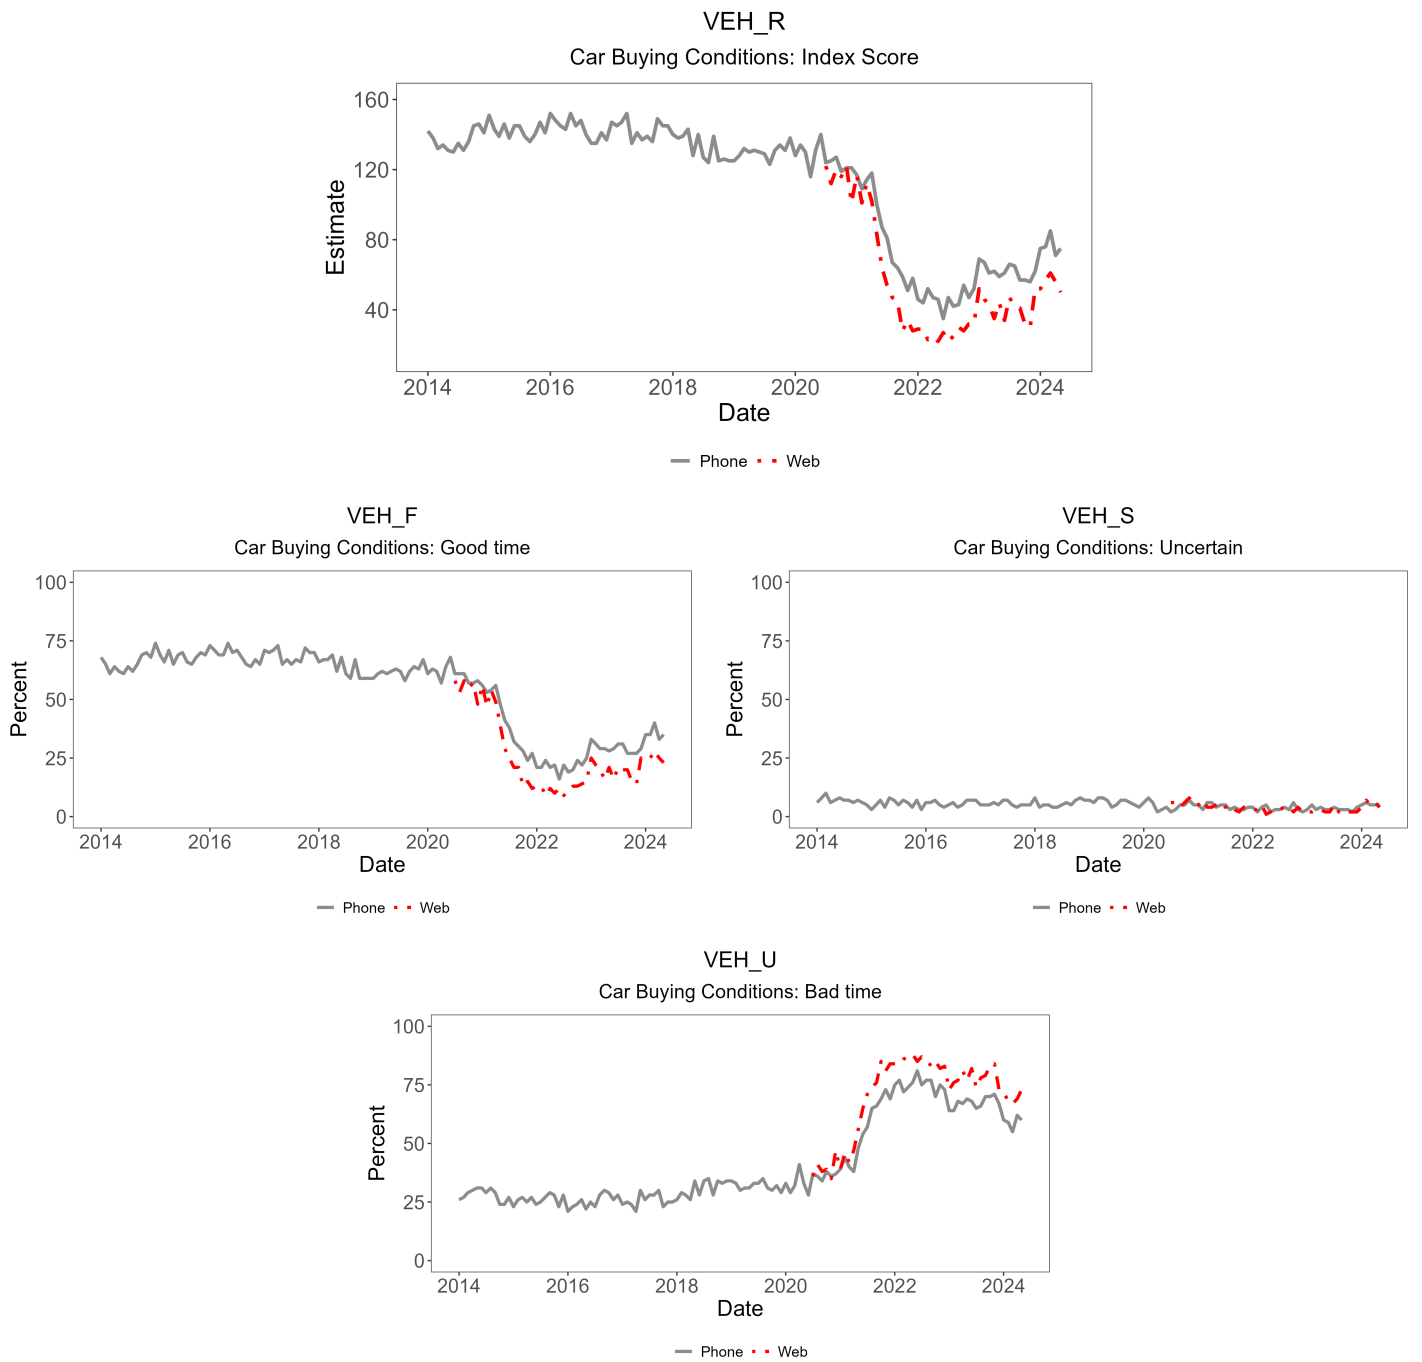 VEH_R
Car Buying Conditions: Index Score
160
120
80
40
Estimate
2014 2016 2018 2020 2022 2024
Date
Phone Web
VEH_F
Car Buying Conditions: Good time
100
75
50
25
0
Percent
2014 2016 2018 2020 2022 2024
Date
Phone Web
VEH_S
Car Buying Conditions: Uncertain
100
75
50
25
0
Percent
2014 2016 2018 2020 2022 2024
Date
Phone Web
VEH_U
Car Buying Conditions: Bad time
100
75
50
25
0
Percent
2014 2016 2018 2020 2022 2024
Date
Phone Web